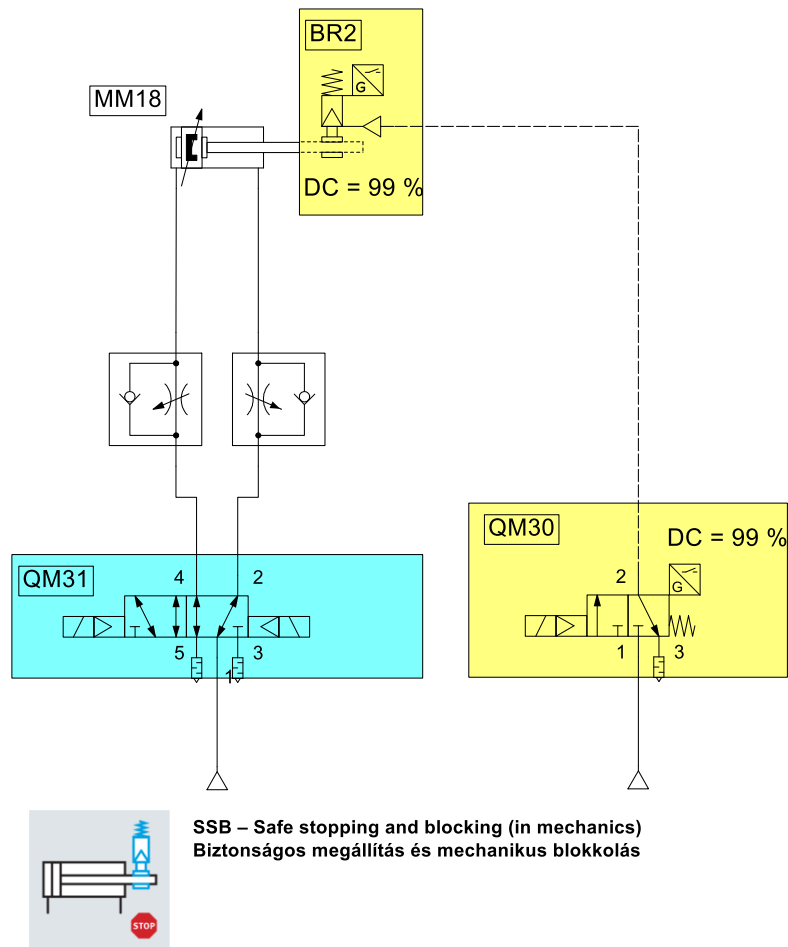 BR2
MM18
G
DC = 99 %
QM30
DC = 99 %
QM31
4
2
2
G
5
3
1
1
3
SSB – Safe stopping and blocking (in mechanics)
Biztonságos megállítás és mechanikus blokkolás
STOP